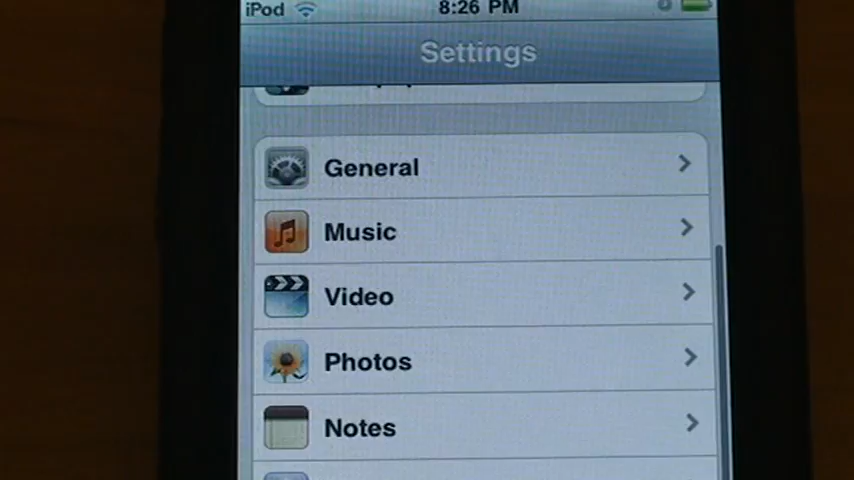 iPod 8:26 PM
Settings
General
Music
Video
Photos
Notes